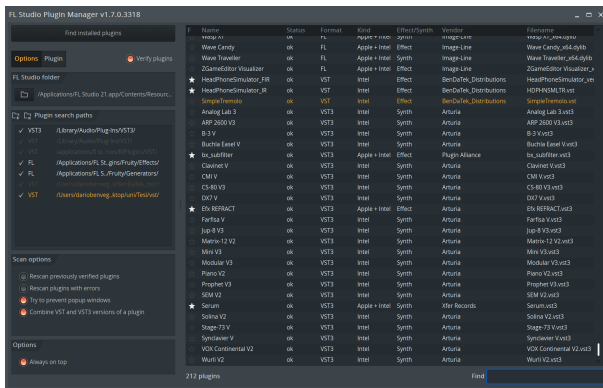 FL Studio Plugin Manager v1.7.0.3318
Find installed plugins
Options Plugin Verify plugins
FL Studio folder
/Applications/FL Studio 21.app/Contents/Resourc...
Plugin search paths
VST3 /Library/Audio/Plug-Ins/VST3/
VST
VST
FL /Applications/FL S..gins/Fruity/Effects/
FL /Applications/FL S../Fruity/Generators/
VST
VST /Users/dariobenveg..ktop/uni/Tesi/vst/
Scan options
Rescan previously verified plugins
Rescan plugins with errors
Try to prevent popup windows
Combine VST and VST3 versions of a plugin
Options
Always on top
F Name Status Format Kind Effect/Synth Vendor Filename
Wasp XT ok FL Apple + Intel Synth Image-Line Wasp XT_x64.dylib
Wave Candy ok FL Apple + Intel Effect Image-Line Wave Candy_x64.dylib
Wave Traveller ok FL Apple + Intel Effect Image-Line Wave Traveller_x64.dylib
ZGameEditor Visualizer ok FL Apple + Intel Effect Image-Line ZGameEditor Visualizer_x
HeadPhoneSimulator_FIR ok VST Intel Effect BenDaTek_Distributions HeadPhoneSimulator_ve
HeadPhoneSimulator_IR ok VST Intel Effect BenDaTek_Distributions HDPHNSMLTR.vst
SimpleTremolo ok VST Intel Effect BenDaTek_Distributions SimpleTremolo.vst
Analog Lab 3 ok VST3 Intel Synth Arturia Analog Lab 3.vst3
ARP 2600 V3 ok VST3 Intel Synth Arturia ARP 2600 V3.vst3
B-3 V ok VST3 Intel Synth Arturia B-3 V.vst3
Buchla Easel V ok VST3 Intel Synth Arturia Buchla Easel V.vst3
bx_subfilter ok VST3 Apple + Intel Effect Plugin Alliance bx_subfilter.vst3
Clavinet V ok VST3 Intel Synth Arturia Clavinet V.vst3
CMI V ok VST3 Intel Synth Arturia CMI V.vst3
CS-80 V3 ok VST3 Intel Synth Arturia CS-80 V3.vst3
DX7 V ok VST3 Intel Synth Arturia DX7 V.vst3
Efx REFRACT ok VST3 Apple + Intel Effect Arturia Efx REFRACT.vst3
Farfisa V ok VST3 Intel Synth Arturia Farfisa V.vst3
Jup-8 V3 ok VST3 Intel Synth Arturia Jup-8 V3.vst3
Matrix-12 V2 ok VST3 Intel Synth Arturia Matrix-12 V2.vst3
Mini V3 ok VST3 Intel Synth Arturia Mini V3.vst3
Modular V3 ok VST3 Intel Synth Arturia Modular V3.vst3
Piano V2 ok VST3 Intel Synth Arturia Piano V2.vst3
Prophet V3 ok VST3 Intel Synth Arturia Prophet V3.vst3
SEM V2 ok VST3 Intel Synth Arturia SEM V2.vst3
Serum ok VST3 Apple + Intel Synth Xfer Records Serum.vst3
Solina V2 ok VST3 Intel Synth Arturia Solina V2.vst3
Stage-73 V ok VST3 Intel Synth Arturia Stage-73 V.vst3
Synclavier V ok VST3 Intel Synth Arturia Synclavier V.vst3
VOX Continental V2 ok VST3 Intel Synth Arturia VOX Continental V2.vst3
Wurli V2 ok VST3 Intel Synth Arturia Wurli V2.vst3
212 plugins Find